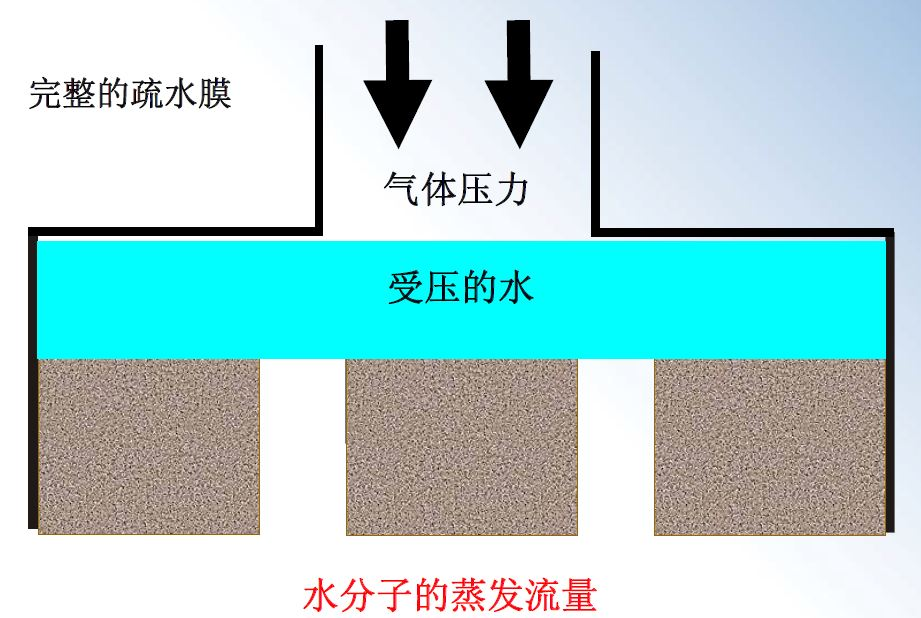 完整的疏水膜
气体压力
受压的水
水分子的蒸发流量